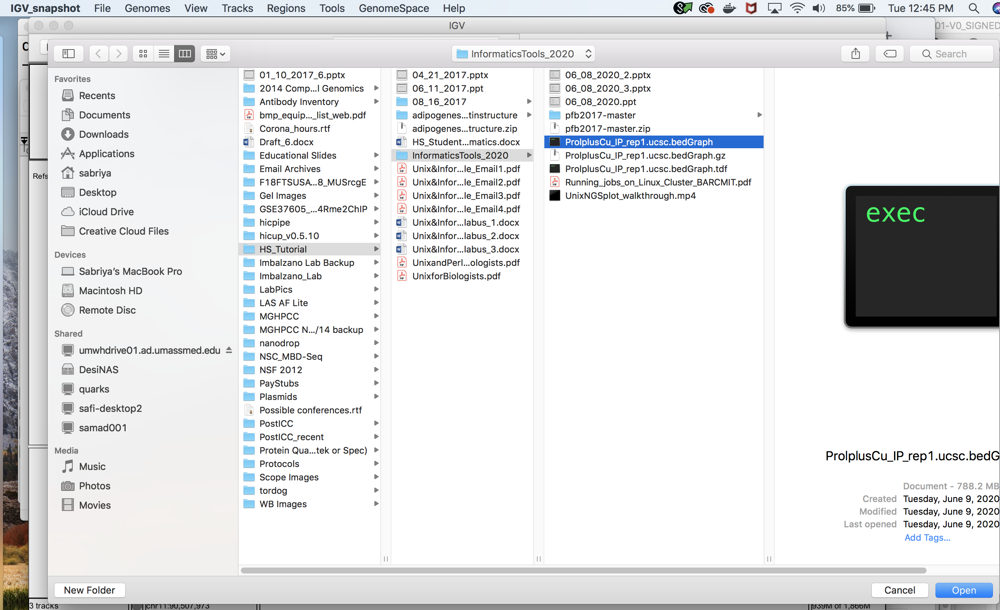 IGV_snapshot File Genomes View Tracks Regions Tools GenomeSpace Help 85% Tue 12:45 PM
IGV
01-V0_SIGNED
InformaticsTools_2020
Search
Refs
Favorites
Recents
Documents
Downloads
Applications
sabriya
Desktop
iCloud Drive
Creative Cloud Files
Devices
Sabriya's MacBook Pro
Macintosh HD
Remote Disc
Shared
umwhdrive01.ad.umassmed.edu
DesiNAS
quarks
safi-desktop2
samad001
Media
Music
Photos
Movies
01_10_2017_6.pptx
2014 Comp...l Genomics
Antibody Inventory
bmp_equip..._list_web.pdf
Corona_hours.rtf
Draft_6.docx
Educational Slides
Email Archives
F18FTSUSA...8_MUSrcgE
Gel Images
GSE37605_...4Rme2ChIP
hicpipe
hicup_v0.5.10
HS_Tutorial
Imbalzano Lab Backup
Imbalzano_Lab
LabPics
LAS AF Lite
MGHPCC
MGHPCC N.../14 backup
nanodrop
NSC_MBD-Seq
NSF 2012
PayStubs
Plasmids
Possible conferences.rtf
PostICC
PostICC_recent
Protein Qua...tek or Spec)
Protocols
Scope Images
tordog
WB Images
04_21_2017.pptx
06_11_2017.ppt
08_16_2017
adipogenes...tinstructure
adipogenes...tructure.zip
HS_Student...matics.docx
InformaticsTools_2020
Unix&Infor...le_Email1.pdf
Unix&Infor...le_Email2.pdf
Unix&Infor...le_Email3.pdf
Unix&Infor...le_Email4.pdf
Unix&Infor...labus_1.docx
Unix&Infor...labus_2.docx
Unix&Infor...labus_3.docx
UnixandPerl...ologists.pdf
UnixforBiologists.pdf
06_08_2020_2.pptx
06_08_2020_3.pptx
06_08_2020.ppt
pfb2017-master
pfb2017-master.zip
ProlplusCu_IP_rep1.ucsc.bedGraph
ProlplusCu_IP_rep1.ucsc.bedGraph.gz
ProlplusCu_IP_rep1.ucsc.bedGraph.tdf
Running_jobs_on_Linux_Cluster_BARCMIT.pdf
UnixNGSplot_walkthrough.mp4
exec
ProlplusCu_IP_rep1.ucsc.bedG
Document - 788.2 MB
Created Tuesday, June 9, 2020
Modified Tuesday, June 9, 2020
Last opened Tuesday, June 9, 2020
Add Tags...
New Folder Cancel Open
3 tracks chr11:90,507,973 939M of 1,866M